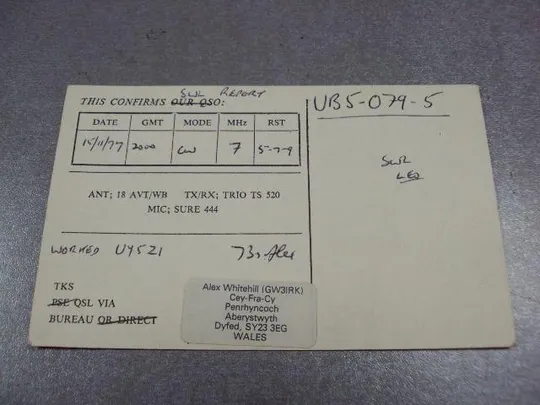 SWL REPORT
THIS CONFIRMS OUR QSO:
DATE GMT MODE MHz RST
15/11/77 2000 CW 7 5-7-9
ANT; 18 AVT/WB TX/RX; TRIO TS 520
MIC; SURE 444
WORKED UY5ZI 73s Alex
TKS
PSE QSL VIA
BUREAU OR DIRECT
Alex Whitehill (GW3IRK)
Cey-Fra-Cy
Penrhyncoch
Aberystwyth
Dyfed, SY23 3EG
WALES
UB5-079-5
SWL
LEO